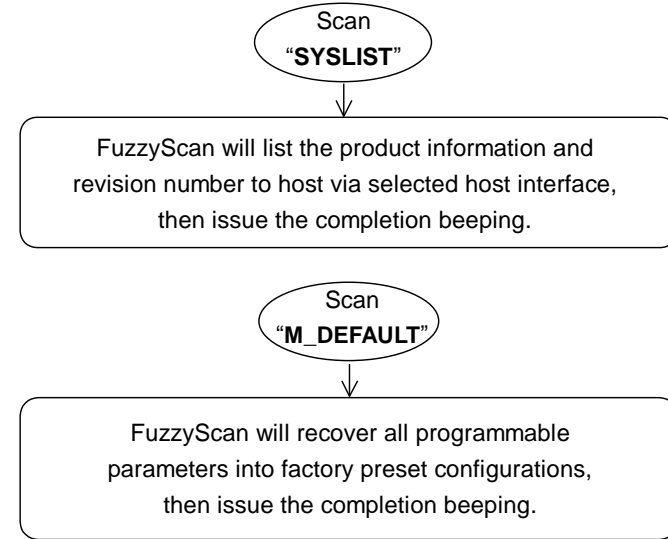 Scan
“SYSLIST”
FuzzyScan will list the product information and
revision number to host via selected host interface,
then issue the completion beeping.
Scan
“M_DEFAULT”
FuzzyScan will recover all programmable
parameters into factory preset configurations,
then issue the completion beeping.